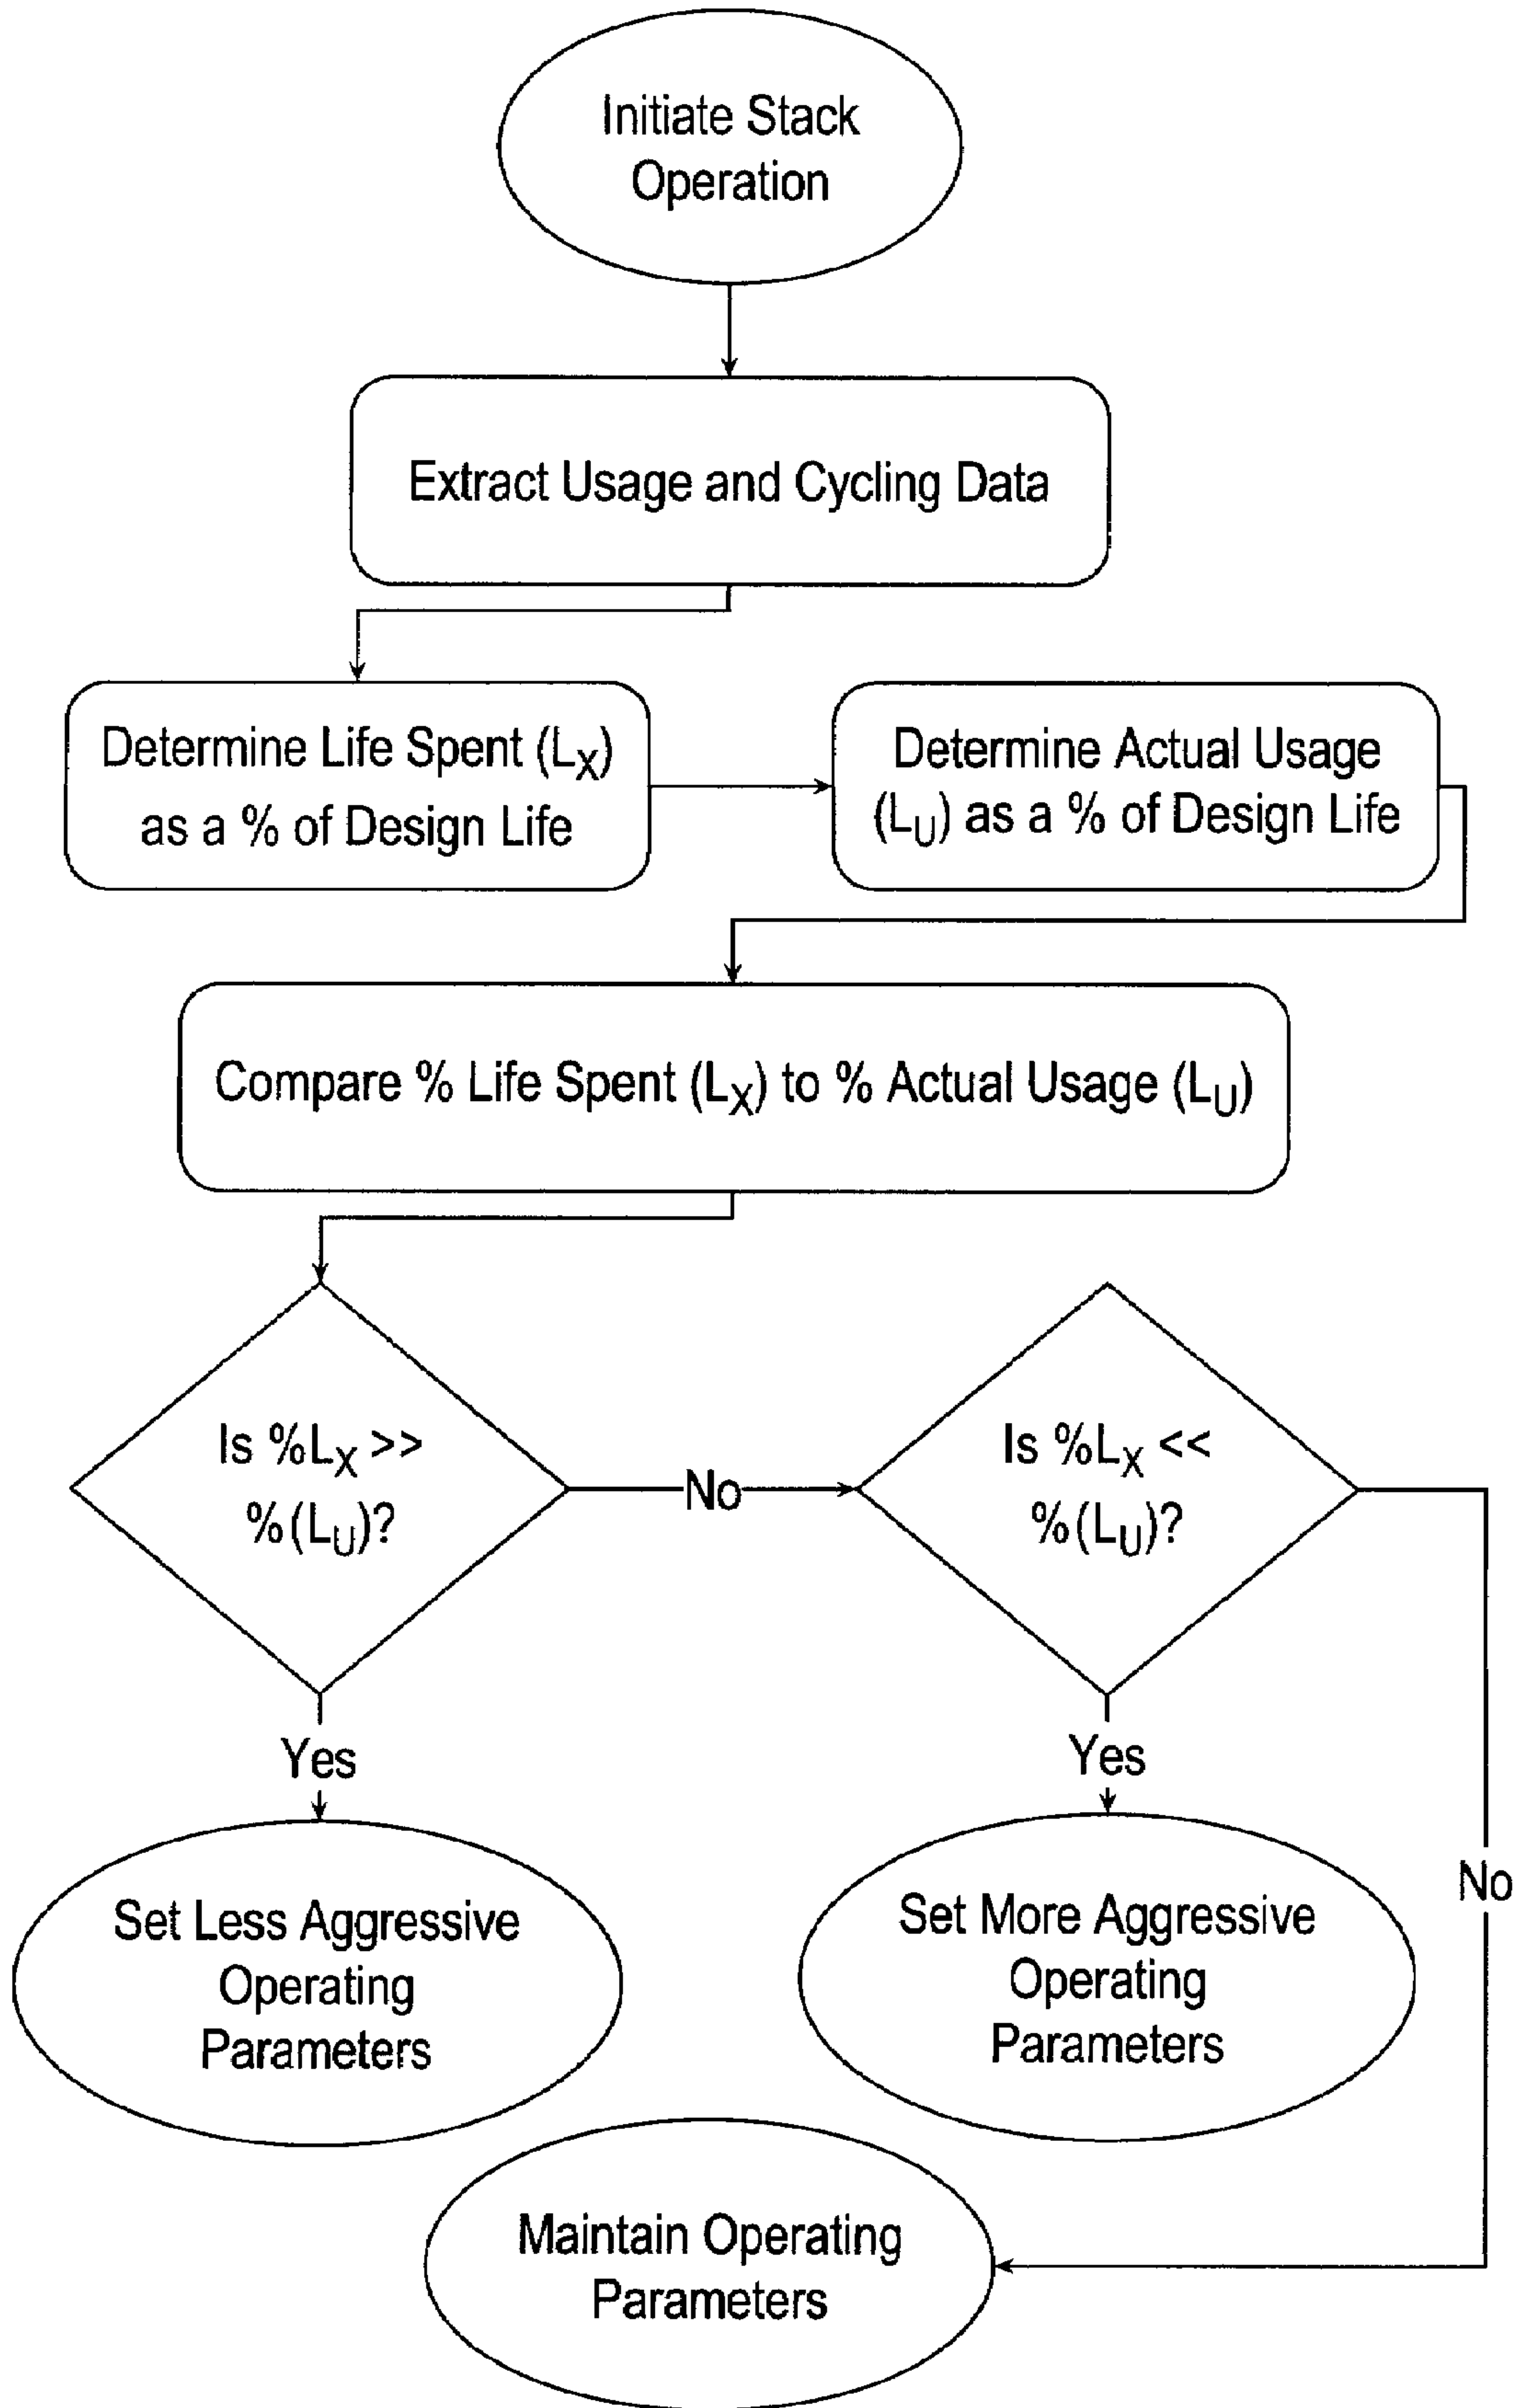 Initiate Stack
Operation
Extract Usage and Cycling Data
Determine Life Spent (L_X)
as a % of Design Life
Determine Actual Usage
(L_U) as a % of Design Life
Compare % Life Spent (L_X) to % Actual Usage (L_U)
Is %L_X >>
%(L_U)?
No
Is %L_X <<
%(L_U)?
Yes
Yes
No
Set Less Aggressive
Operating
Parameters
Set More Aggressive
Operating
Parameters
Maintain Operating
Parameters